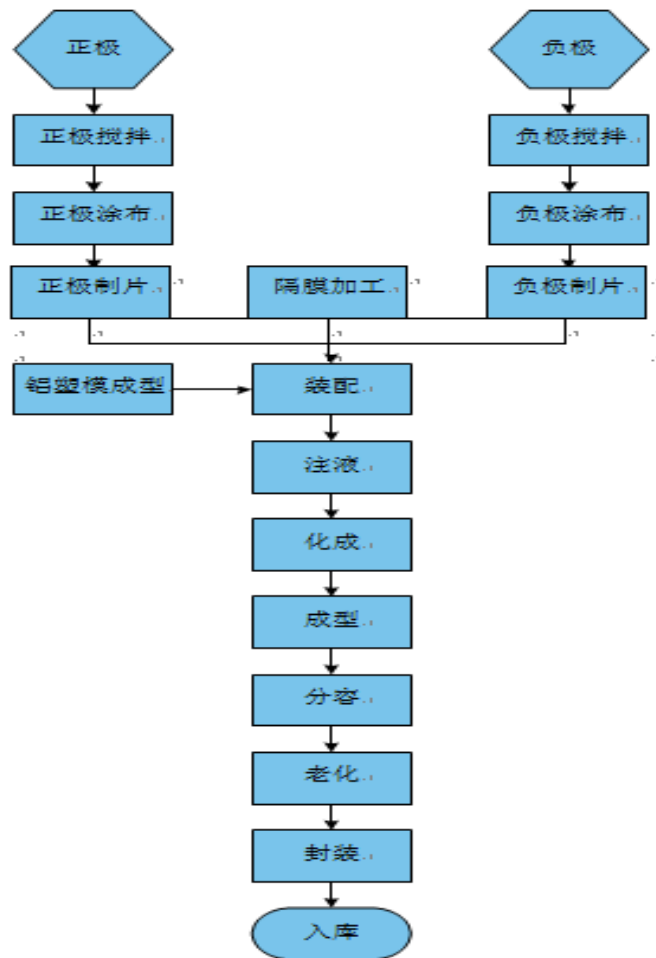 正极
负极
正极搅拌
负极搅拌
正极涂布
负极涂布
正极制片
隔膜加工
负极制片
铝塑模成型
装配
注液
化成
成型
分容
老化
封装
入库